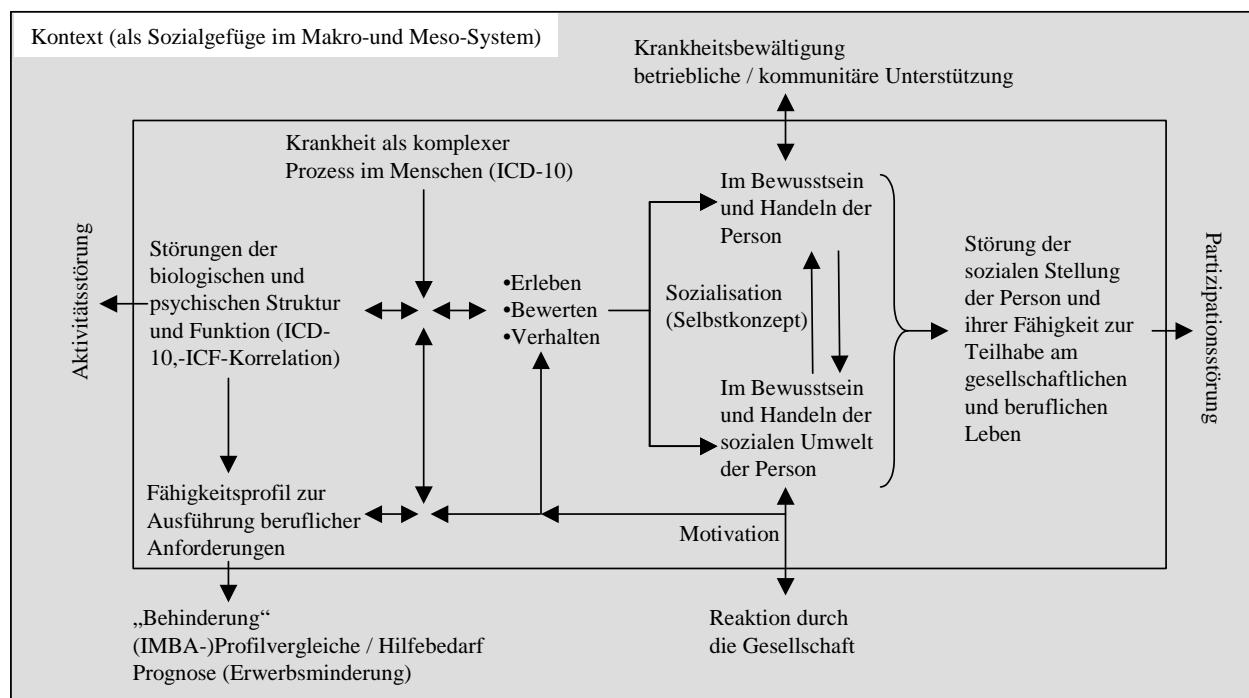 Kontext (als Sozialgefüge im Makro-und Meso-System)
Krankheitsbewältigung
betriebliche / kommunitäre Unterstützung
Krankheit als komplexer
Prozess im Menschen (ICD-10)
Aktivitätsstörung
Störungen der
biologischen und
psychischen Struktur
und Funktion (ICD-
10,-ICF-Korrelation)
•Erleben
•Bewerten
•Verhalten
Sozialisation
(Selbstkonzept)
Im Bewusstsein
und Handeln der
Person
Im Bewusstsein
und Handeln der
sozialen Umwelt
der Person
Störung der
sozialen Stellung
der Person und
ihrer Fähigkeit zur
Teilhabe am
gesellschaftlichen
und beruflichen
Leben
Partizipationsstörung
Fähigkeitsprofil zur
Ausführung beruflicher
Anforderungen
Motivation
„Behinderung“
(IMBA-)Profilvergleiche / Hilfebedarf
Prognose (Erwerbsminderung)
Reaktion durch
die Gesellschaft